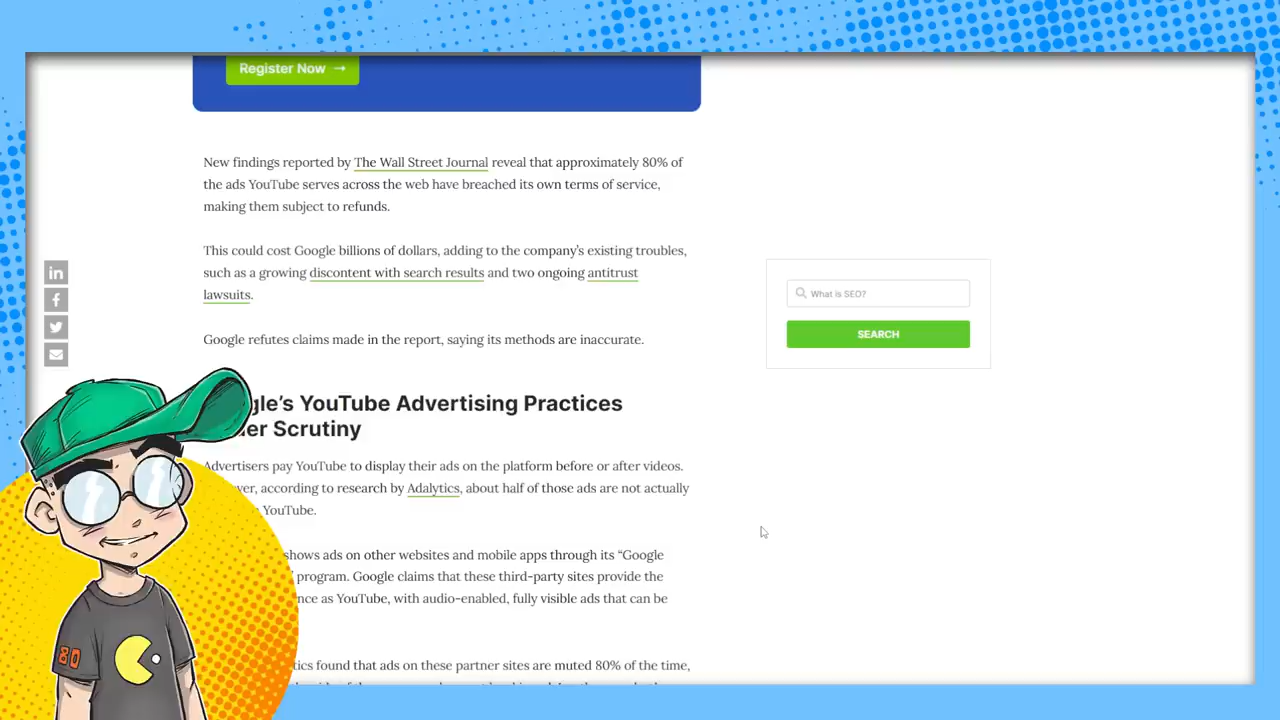 Register Now →
New findings reported by The Wall Street Journal reveal that approximately 80% of
the ads YouTube serves across the web have breached its own terms of service,
making them subject to refunds.
This could cost Google billions of dollars, adding to the company's existing troubles,
such as a growing discontent with search results and two ongoing antitrust
lawsuits.
Google refutes claims made in the report, saying its methods are inaccurate.
gle's YouTube Advertising Practices
er Scrutiny
Advertisers pay YouTube to display their ads on the platform before or after videos.
ver, according to research by Adalytics, about half of those ads are not actually
YouTube.
shows ads on other websites and mobile apps through its “Google
program. Google claims that these third-party sites provide the
nce as YouTube, with audio-enabled, fully visible ads that can be
tics found that ads on these partner sites are muted 80% of the time,
What is SEO?
SEARCH
80